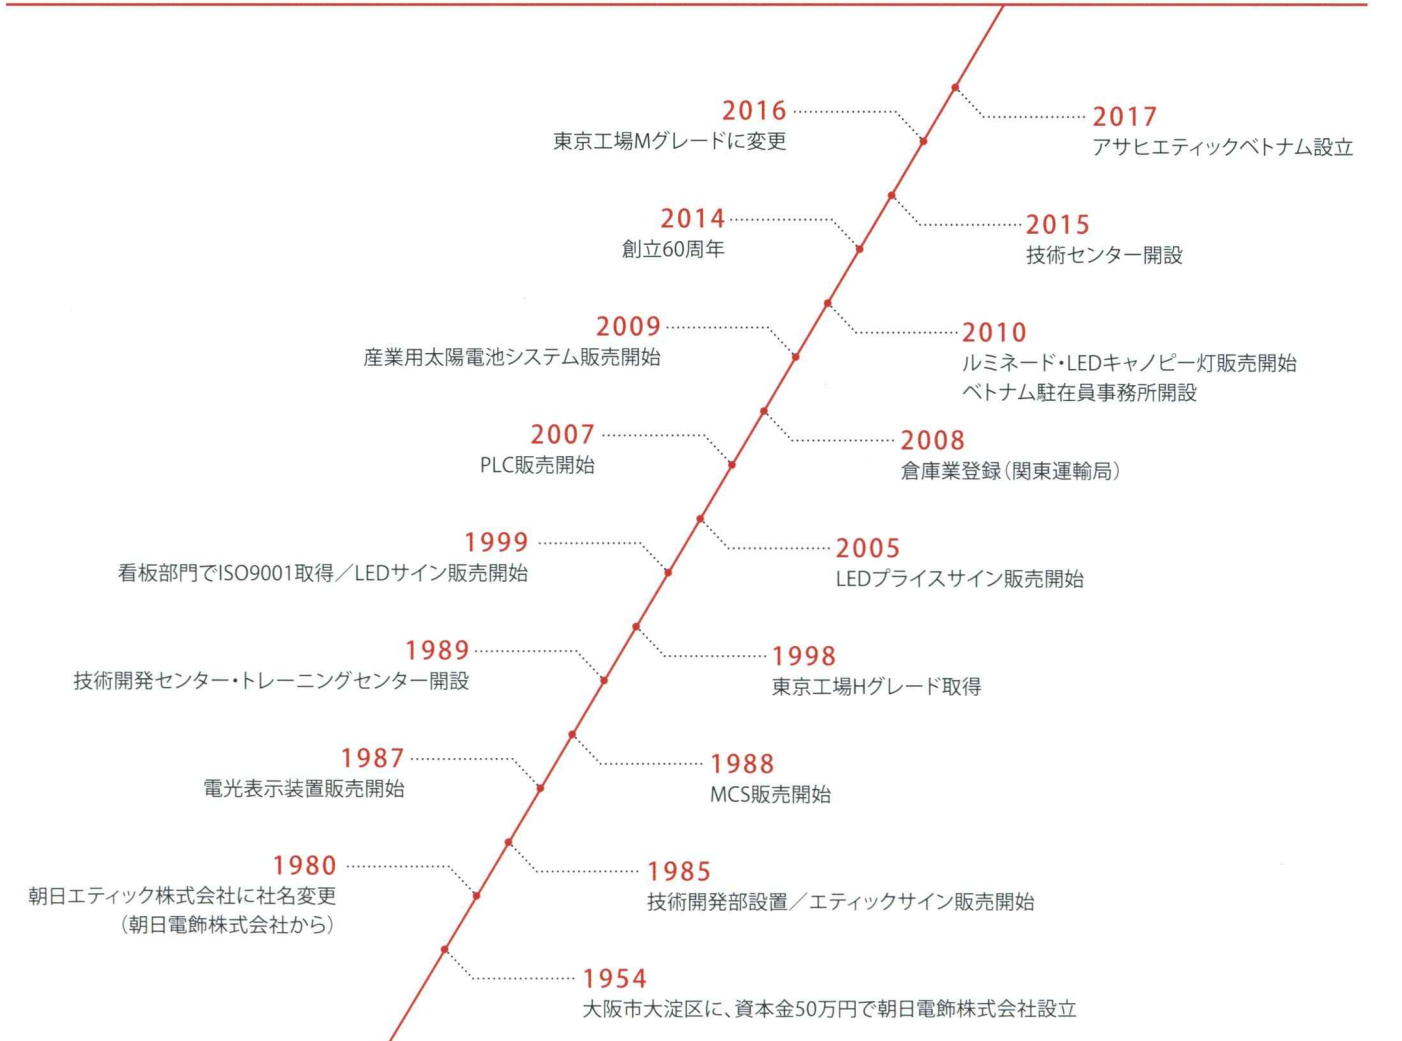 2017
アサヒエティックベトナム設立
2016
東京工場Mグレードに変更
2015
技術センター開設
2014
創立60周年
2010
ルミネード・LEDキャノピー灯販売開始
ベトナム駐在員事務所開設
2009
産業用太陽電池システム販売開始
2008
倉庫業登録（関東運輸局）
2007
PLC販売開始
2005
LEDプライスサイン販売開始
1999
看板部門でISO9001取得／LEDサイン販売開始
1998
東京工場Hグレード取得
1989
技術開発センター・トレーニングセンター開設
1988
MCS販売開始
1987
電光表示装置販売開始
1985
技術開発部設置／エティックサイン販売開始
1980
朝日エティック株式会社に社名変更
（朝日電飾株式会社から）
1954
大阪市大淀区に、資本金50万円で朝日電飾株式会社設立